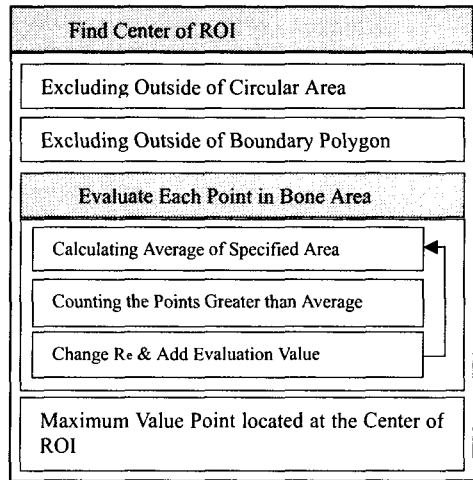 Find Center of ROI
Excluding Outside of Circular Area
Excluding Outside of Boundary Polygon
Evaluate Each Point in Bone Area
Calculating Average of Specified Area
Counting the Points Greater than Average
Change Re & Add Evaluation Value
Maximum Value Point located at the Center of
ROI